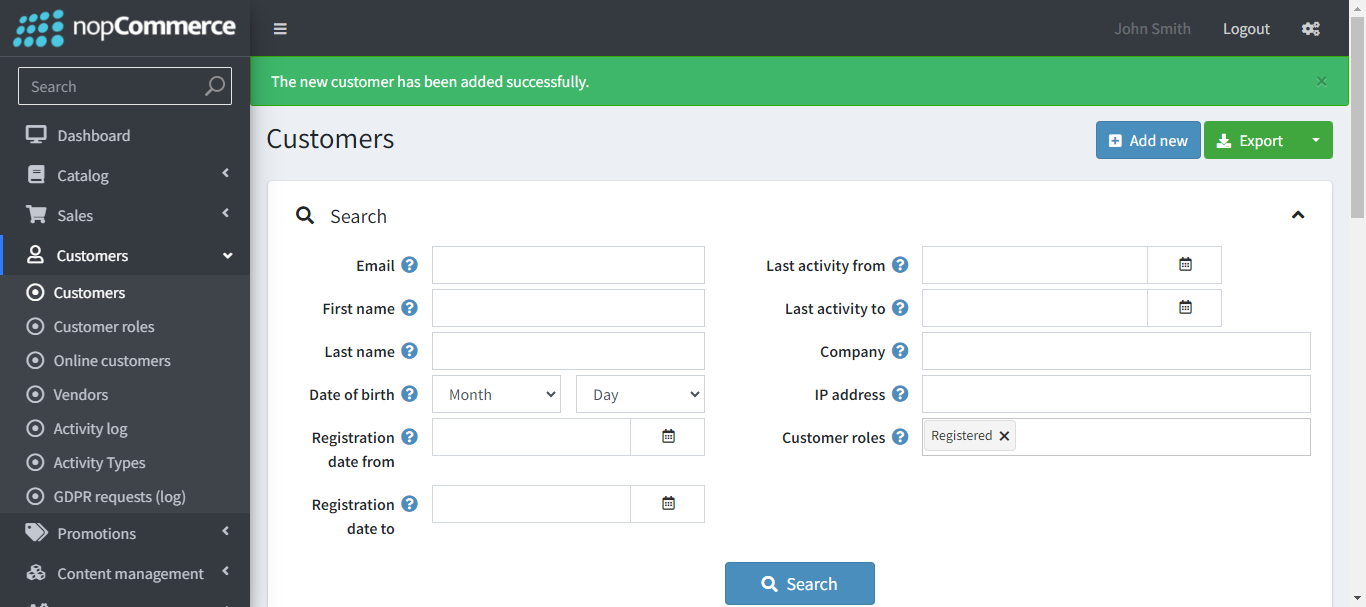 nopCommerce
John Smith
Logout
The new customer has been added successfully.
×
Search
Dashboard
Catalog
Sales
Customers
Customers
Customer roles
Online customers
Vendors
Activity log
Activity Types
GDPR requests (log)
Promotions
Content management
Customers
Add new
Export
Search
Email
First name
Last name
Date of birth
Month
Day
Registration
date from
Registration
date to
Last activity from
Last activity to
Company
IP address
Customer roles
Registered
Search